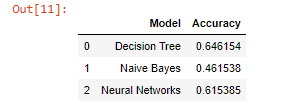 Out[11]:
Model Accuracy
0 Decision Tree 0.646154
1 Naive Bayes 0.461538
2 Neural Networks 0.615385